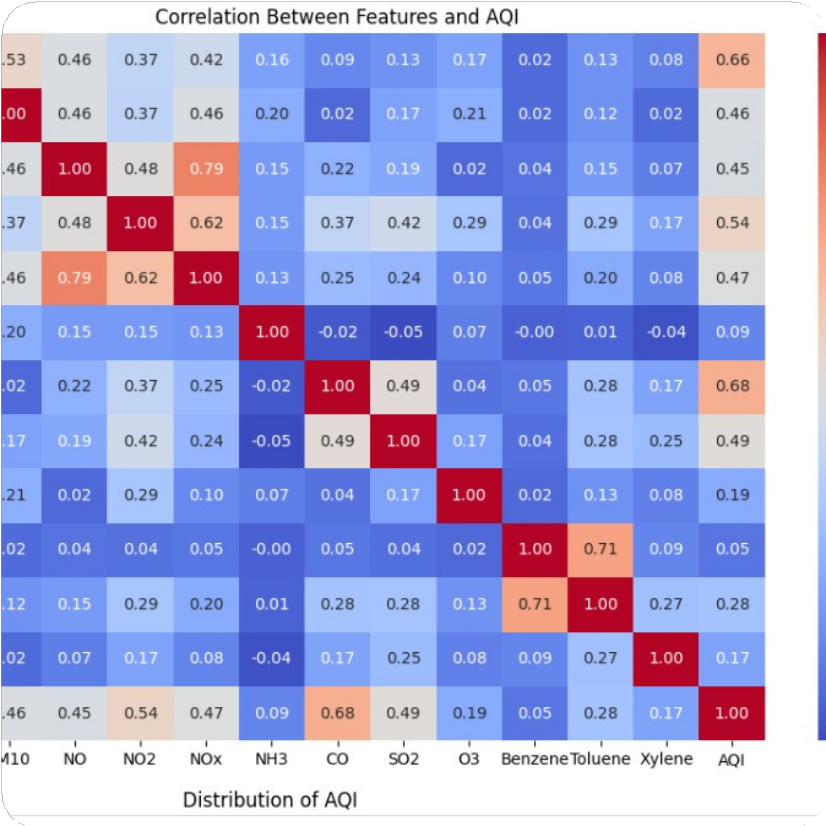 Correlation Between Features and AQI
.53 0.46 0.37 0.42 0.16 0.09 0.13 0.17 0.02 0.13 0.08 0.66
.00 0.46 0.37 0.46 0.20 0.02 0.17 0.21 0.02 0.12 0.02 0.46
.46 1.00 0.48 0.79 0.15 0.22 0.19 0.02 0.04 0.15 0.07 0.45
.37 0.48 1.00 0.62 0.15 0.37 0.42 0.29 0.04 0.29 0.17 0.54
.46 0.79 0.62 1.00 0.13 0.25 0.24 0.10 0.05 0.20 0.08 0.47
.20 0.15 0.15 0.13 1.00 -0.02 -0.05 0.07 -0.00 0.01 -0.04 0.09
.02 0.22 0.37 0.25 -0.02 1.00 0.49 0.04 0.05 0.28 0.17 0.68
.17 0.19 0.42 0.24 -0.05 0.49 1.00 0.17 0.04 0.28 0.25 0.49
.21 0.02 0.29 0.10 0.07 0.04 0.17 1.00 0.02 0.13 0.08 0.19
.02 0.04 0.04 0.05 -0.00 0.05 0.04 0.02 1.00 0.71 0.09 0.05
.12 0.15 0.29 0.20 0.01 0.28 0.28 0.13 0.71 1.00 0.27 0.28
.02 0.07 0.17 0.08 -0.04 0.17 0.25 0.08 0.09 0.27 1.00 0.17
.46 0.45 0.54 0.47 0.09 0.68 0.49 0.19 0.05 0.28 0.17 1.00
M10 NO NO2 NOx NH3 CO SO2 O3 Benzene Toluene Xylene AQI
Distribution of AQI